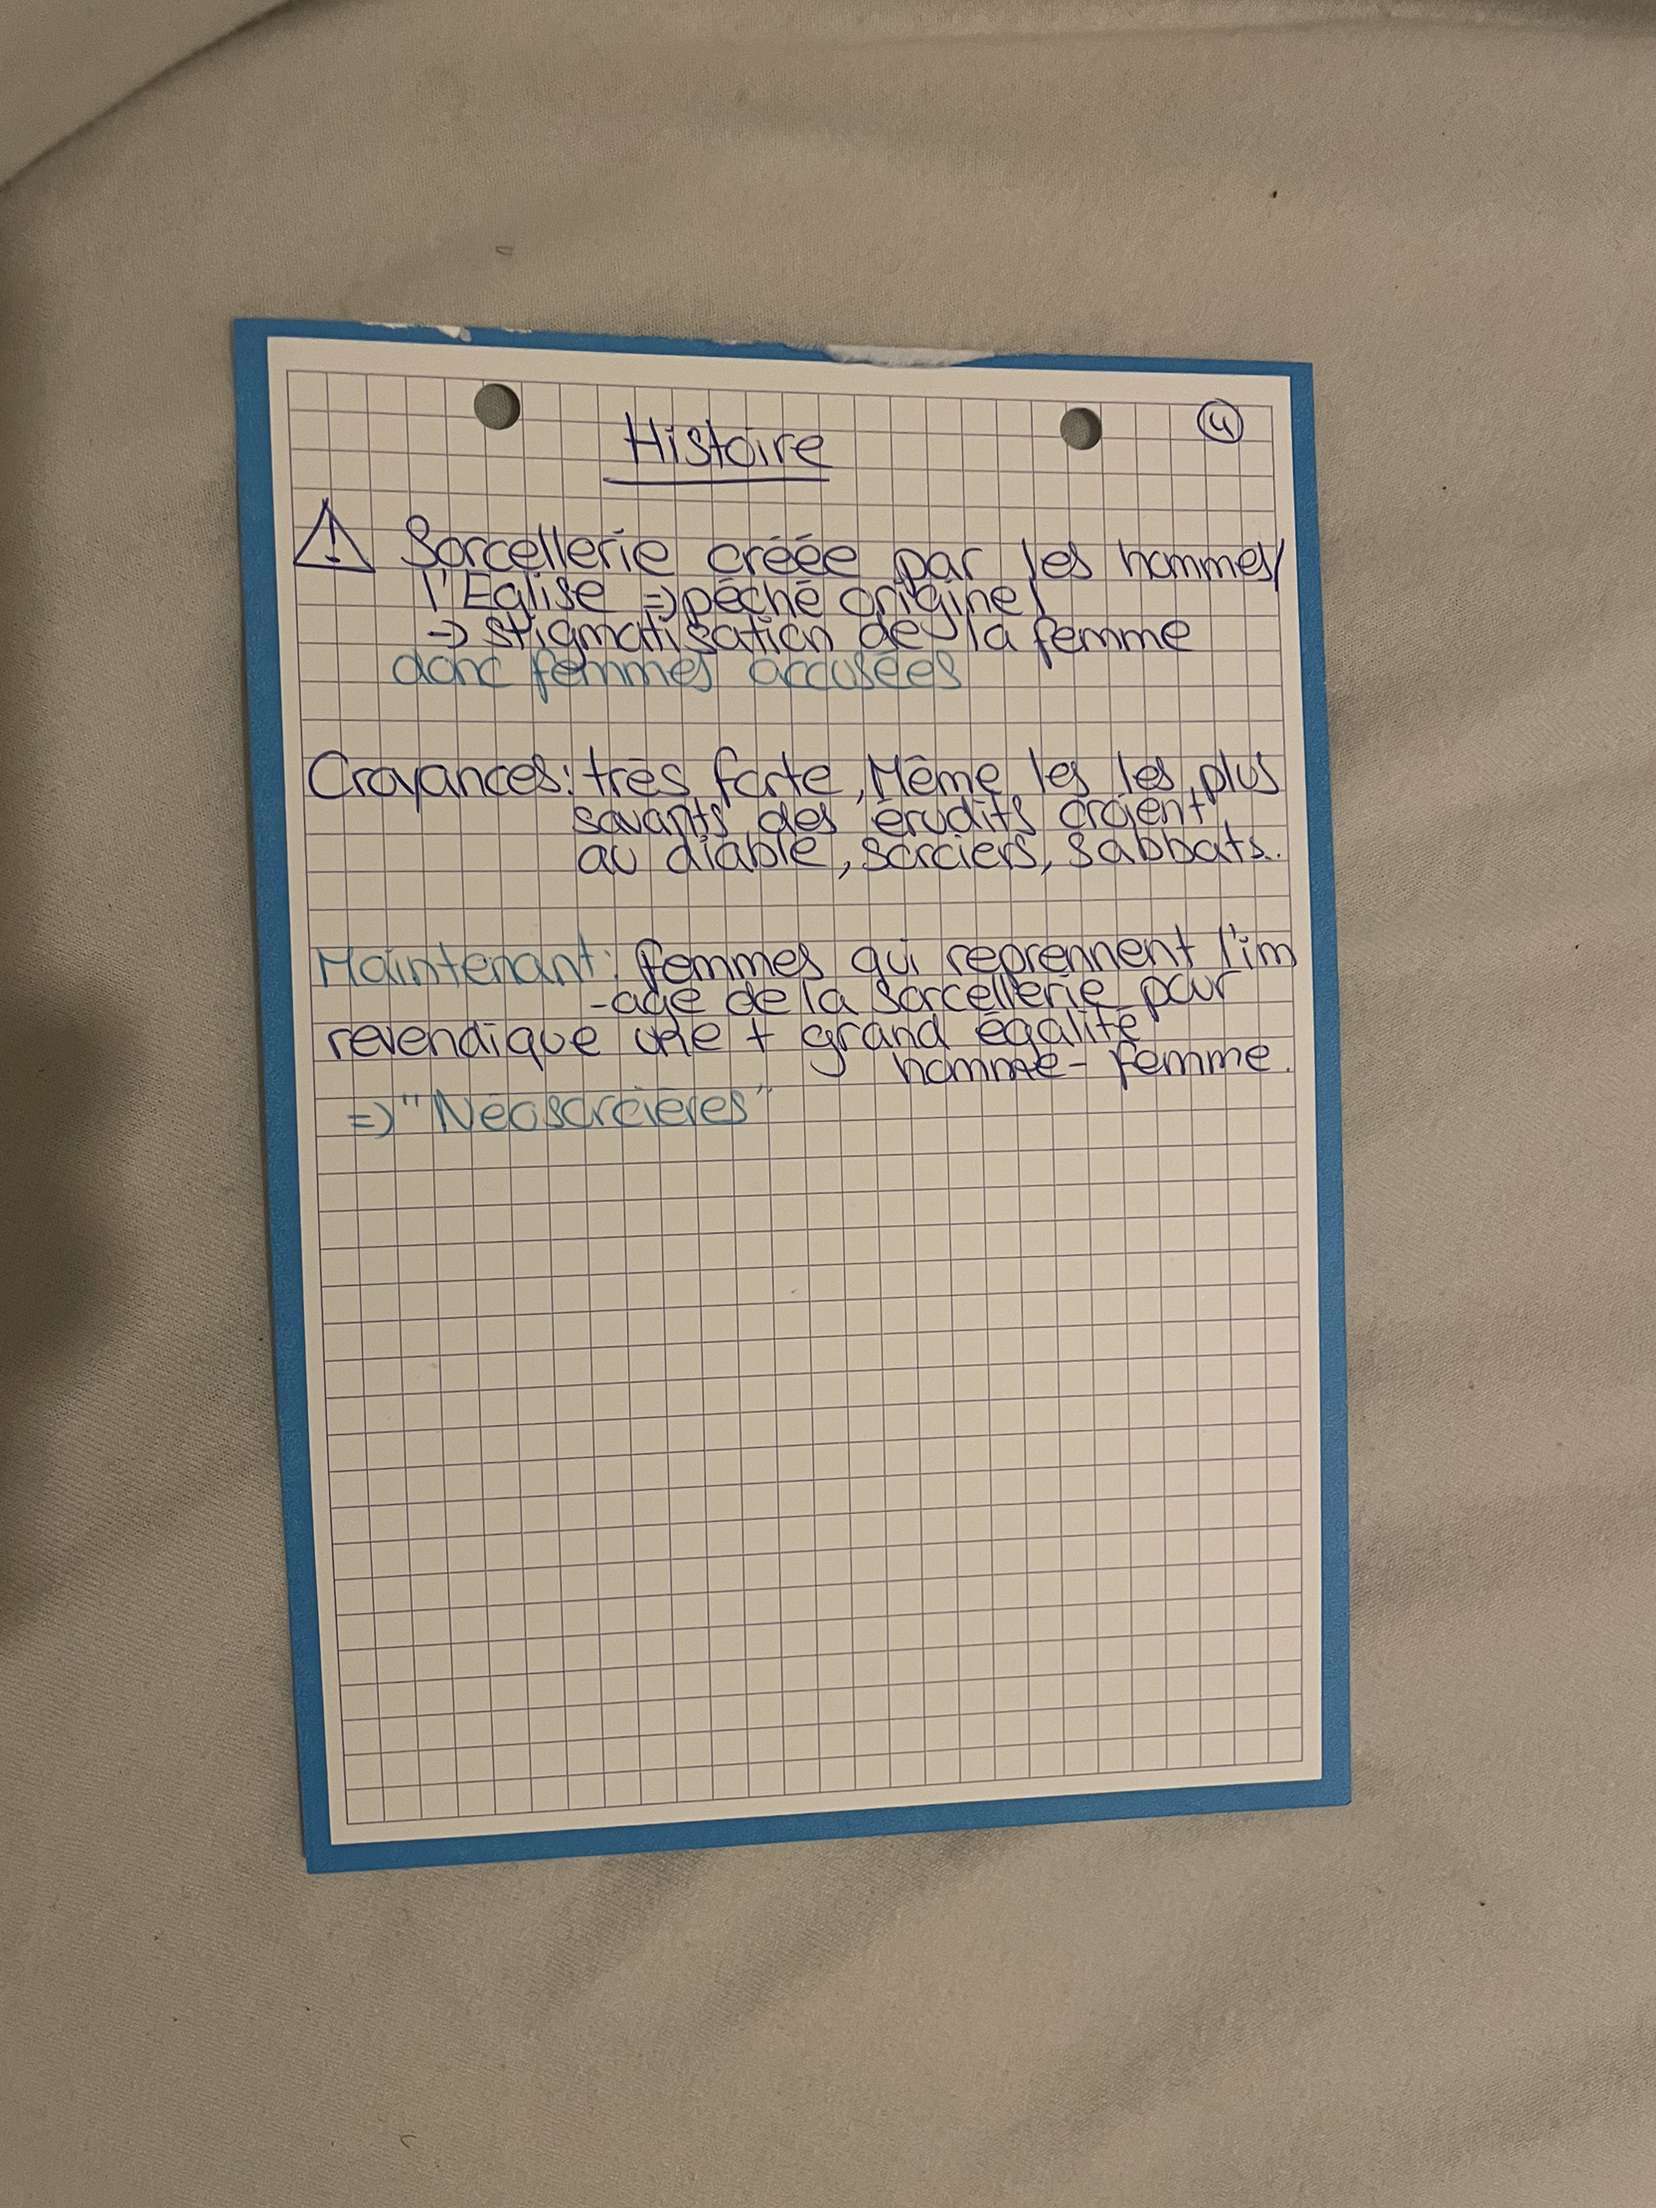 ④
Histoire
⚠ Sorcellerie créée par les hommes/
l'Eglise => péché originel
-> stigmatisation de la femme
donc femmes accusées
Croyances: très forte, Même les les plus
savants, des érudits croient
au diable, sorciers, sabbats.
Maintenant: femmes qui reprennent l'im
-age de la sorcellerie pour
revendique une + grand égalité
homme - femme.
=> "Néosorcières"